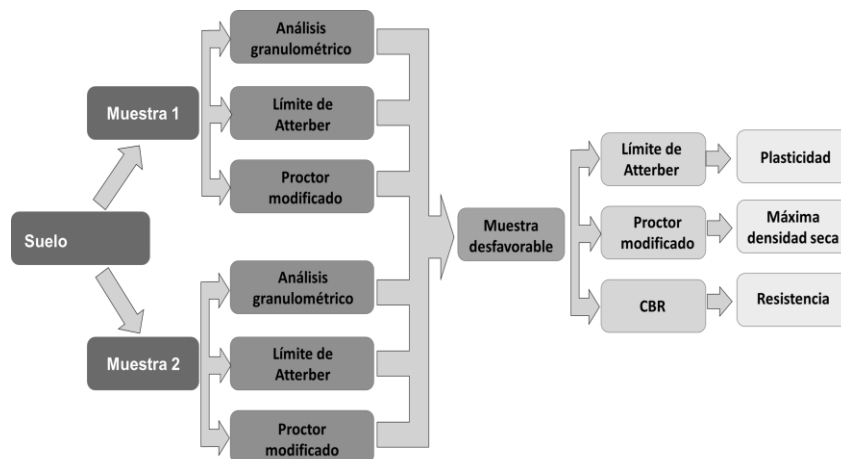 Análisis
granulométrico
Muestra 1
Límite de
Atterber
Proctor
modificado
Suelo
Análisis
granulométrico
Muestra 2
Límite de
Atterber
Proctor
modificado
Muestra
desfavorable
Límite de
Atterber
Plasticidad
Proctor
modificado
Máxima
densidad seca
CBR
Resistencia